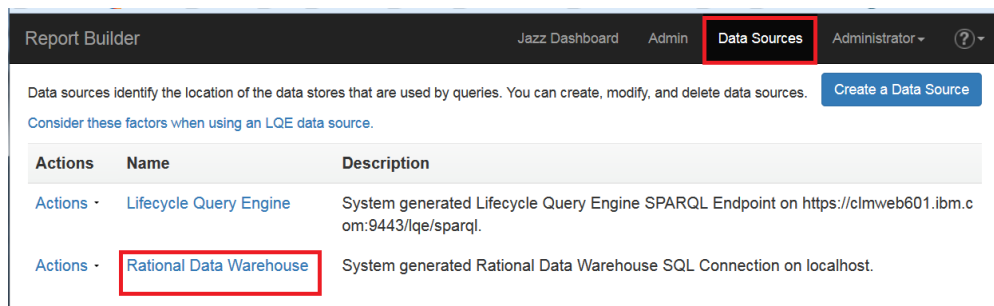 Report Builder Jazz Dashboard Admin Data Sources Administrator ?
Data sources identify the location of the data stores that are used by queries. You can create, modify, and delete data sources. Create a Data Source
Consider these factors when using an LQE data source.
Actions Name Description
Actions Lifecycle Query Engine System generated Lifecycle Query Engine SPARQL Endpoint on https://clmweb601.ibm.c
om:9443/lqe/sparql.
Actions Rational Data Warehouse System generated Rational Data Warehouse SQL Connection on localhost.